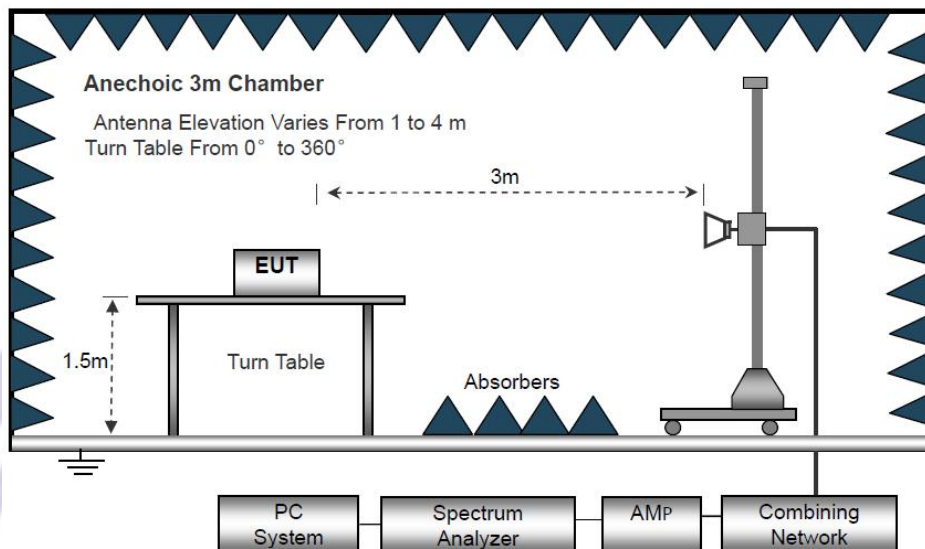 Anechoic 3m Chamber
Antenna Elevation Varies From 1 to 4 m
Turn Table From 0° to 360°
3m
EUT
1.5m
Turn Table
Absorbers
PC
System
Spectrum
Analyzer
AMP
Combining
Network